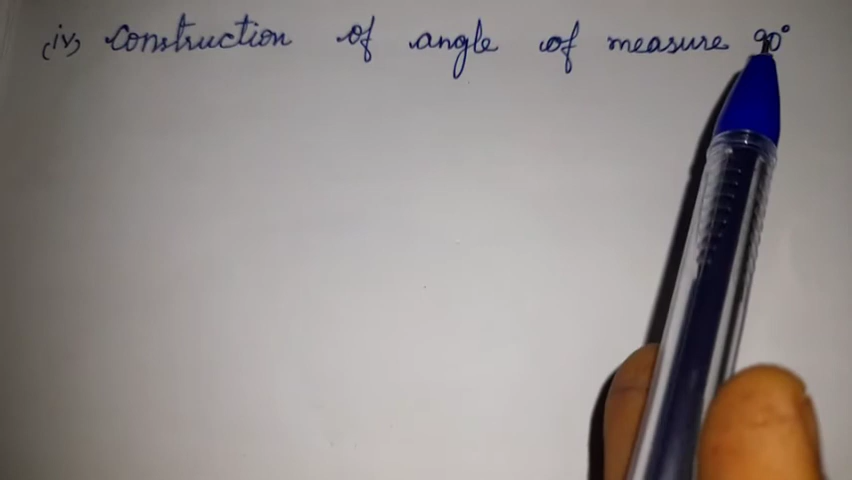 (iv) construction of angle of measure 90°